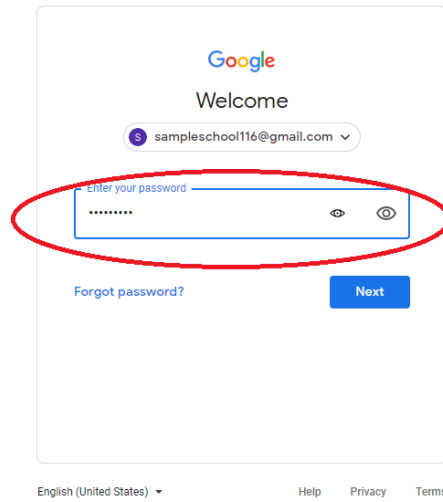 Google
Welcome
S sampleschool116@gmail.com
Enter your password
•••••••••
Forgot password? Next
English (United States) Help Privacy Terms